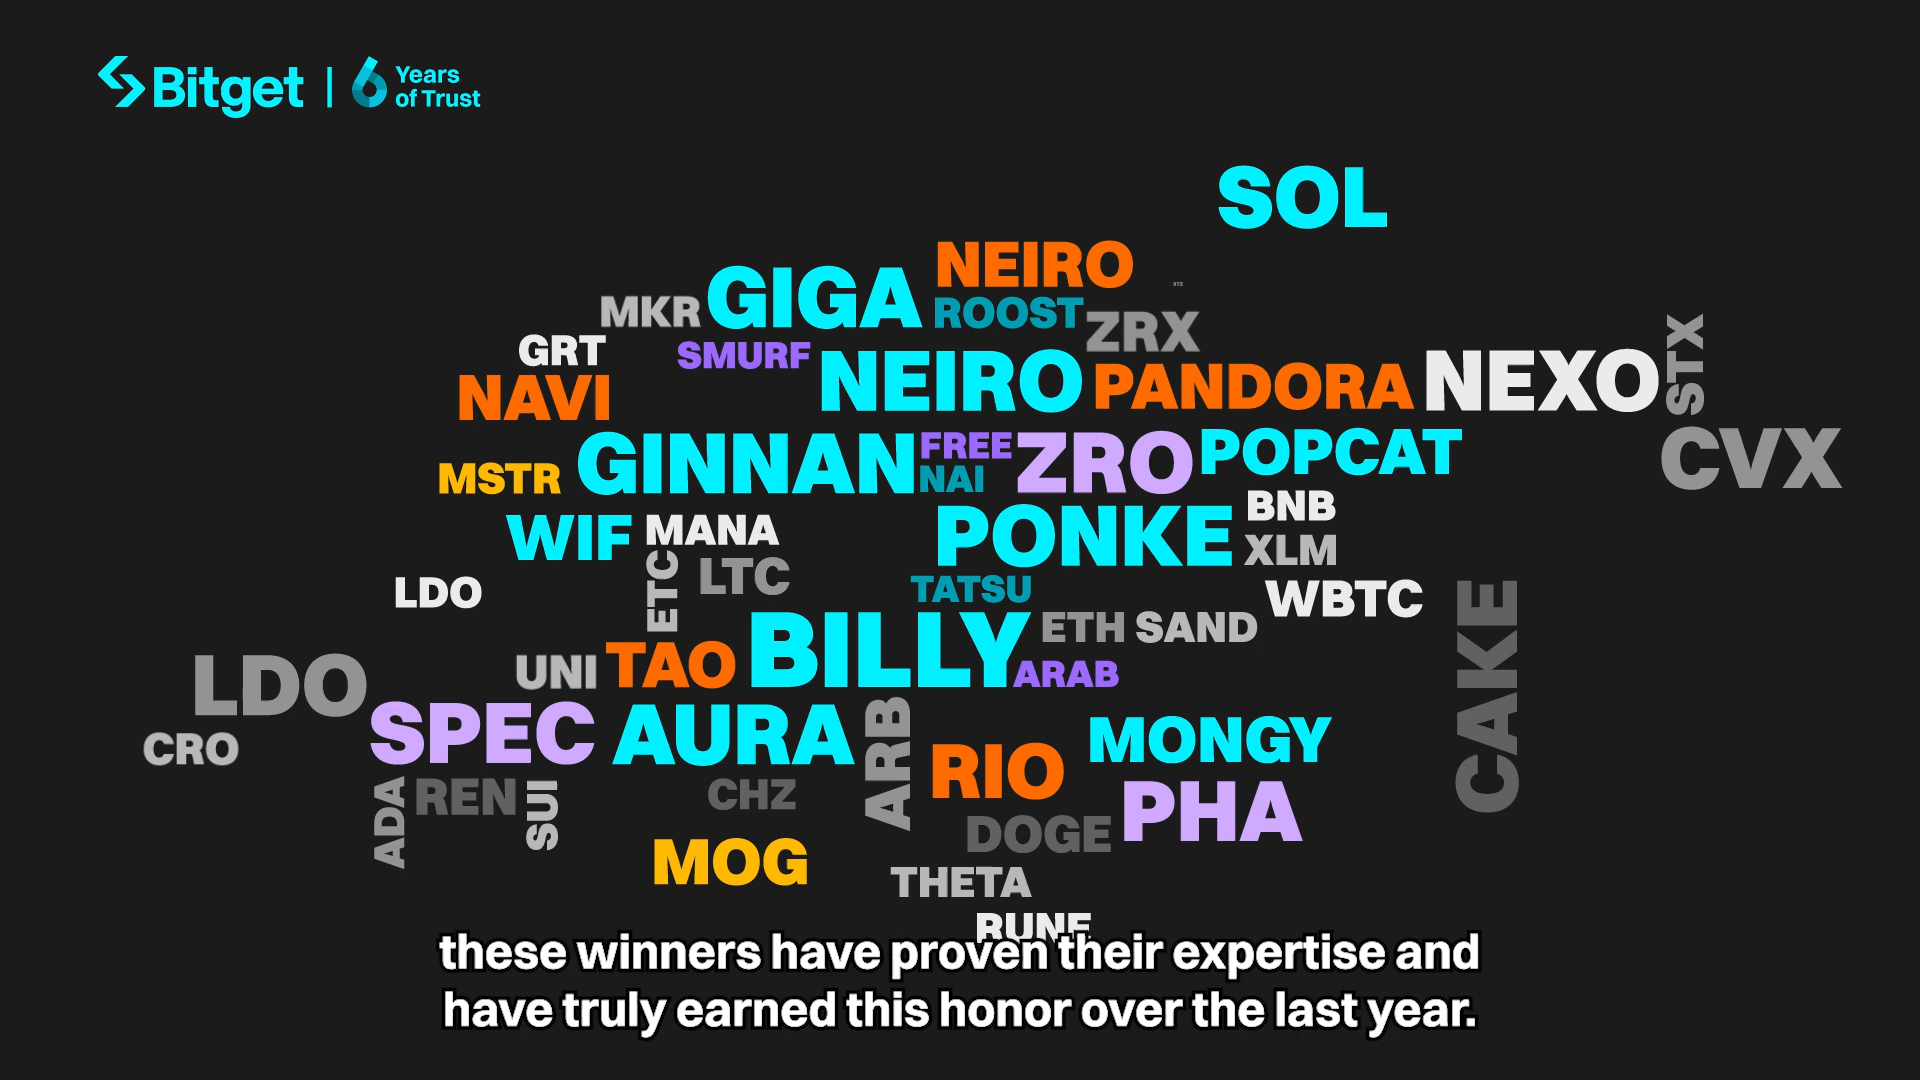 Bitget | 6 Years of Trust
SOL
NEIRO
GIGA
XTZ
MKR
ROOST
ZRX
GRT
SMURF
STX
NAVI
NEIRO
PANDORA
NEXO
GINNAN
FREE
ZRO
POPCAT
CVX
MSTR
NAI
BNB
WIF
MANA
PONKE
XLM
ETC
LTC
LDO
TATSU
WBTC
CAKE
BILLY
ETH
SAND
UNI
TAO
ARAB
LDO
SPEC
AURA
ARB
MONGY
CRO
RIO
ADA
REN
SUI
CHZ
PHA
DOGE
MOG
THETA
RUNE
these winners have proven their expertise and
have truly earned this honor over the last year.